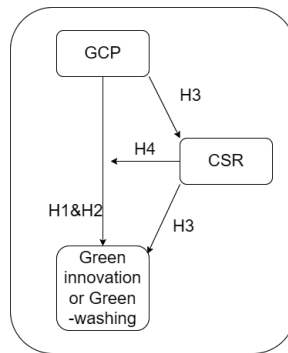 GCP
H3
H4
CSR
H1&H2
H3
Green
innovation
or Green
-washing